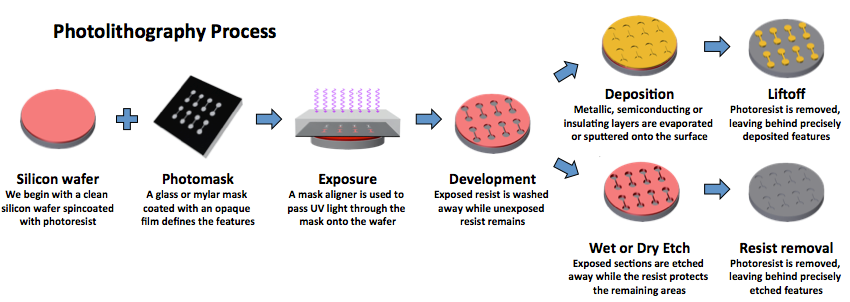 Photolithography Process
Silicon wafer
We begin with a clean
silicon wafer spincoated
with photoresist
Photomask
A glass or mylar mask
coated with an opaque
film defines the features
Exposure
A mask aligner is used to
pass UV light through the
mask onto the wafer
Development
Exposed resist is washed
away while unexposed
resist remains
Deposition
Metallic, semiconducting or
insulating layers are evaporated
or sputtered onto the surface
Liftoff
Photoresist is removed,
leaving behind precisely
deposited features
Wet or Dry Etch
Exposed sections are etched
away while the resist protects
the remaining areas
Resist removal
Photoresist is removed,
leaving behind precisely
etched features